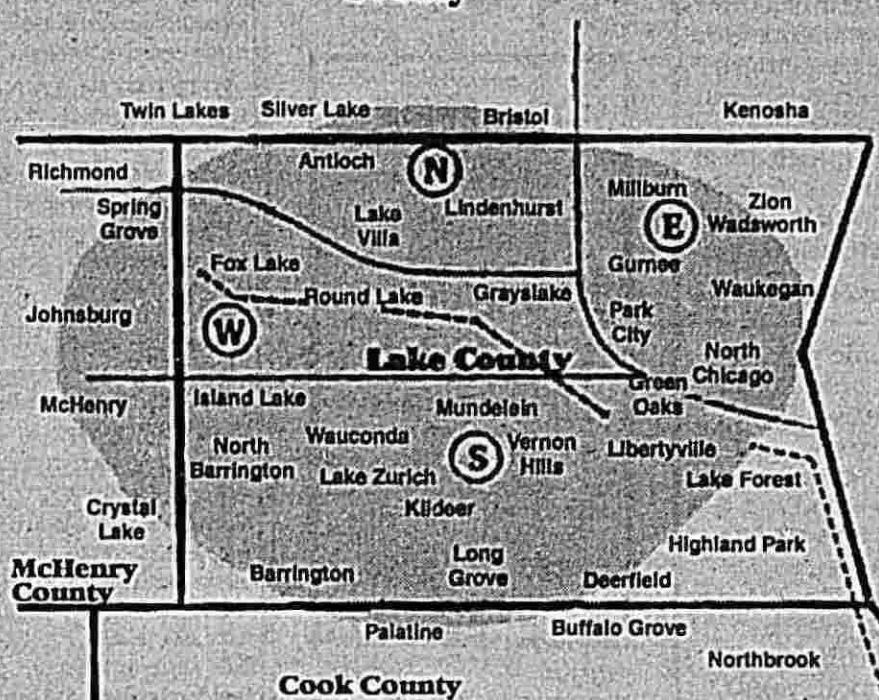 Twin Lakes
Silver Lake
Bristol
Kenosha
Richmond
Antioch
N
Millburn
Zion
Spring
Grove
Lake
Villa
Lindenhurst
E
Wadsworth
Fox Lake
Gurnee
Johnsburg
Round Lake
Grayslake
Waukegan
Park
City
W
Lake County
North
Chicago
Green
Oaks
McHenry
Island Lake
Mundelein
North
Barrington
Wauconda
S
Vernon
Hills
Libertyville
Lake Zurich
Lake Forest
Crystal
Lake
Kildeer
Highland Park
McHenry
County
Barrington
Long
Grove
Deerfield
Palatine
Buffalo Grove
Northbrook
Cook County